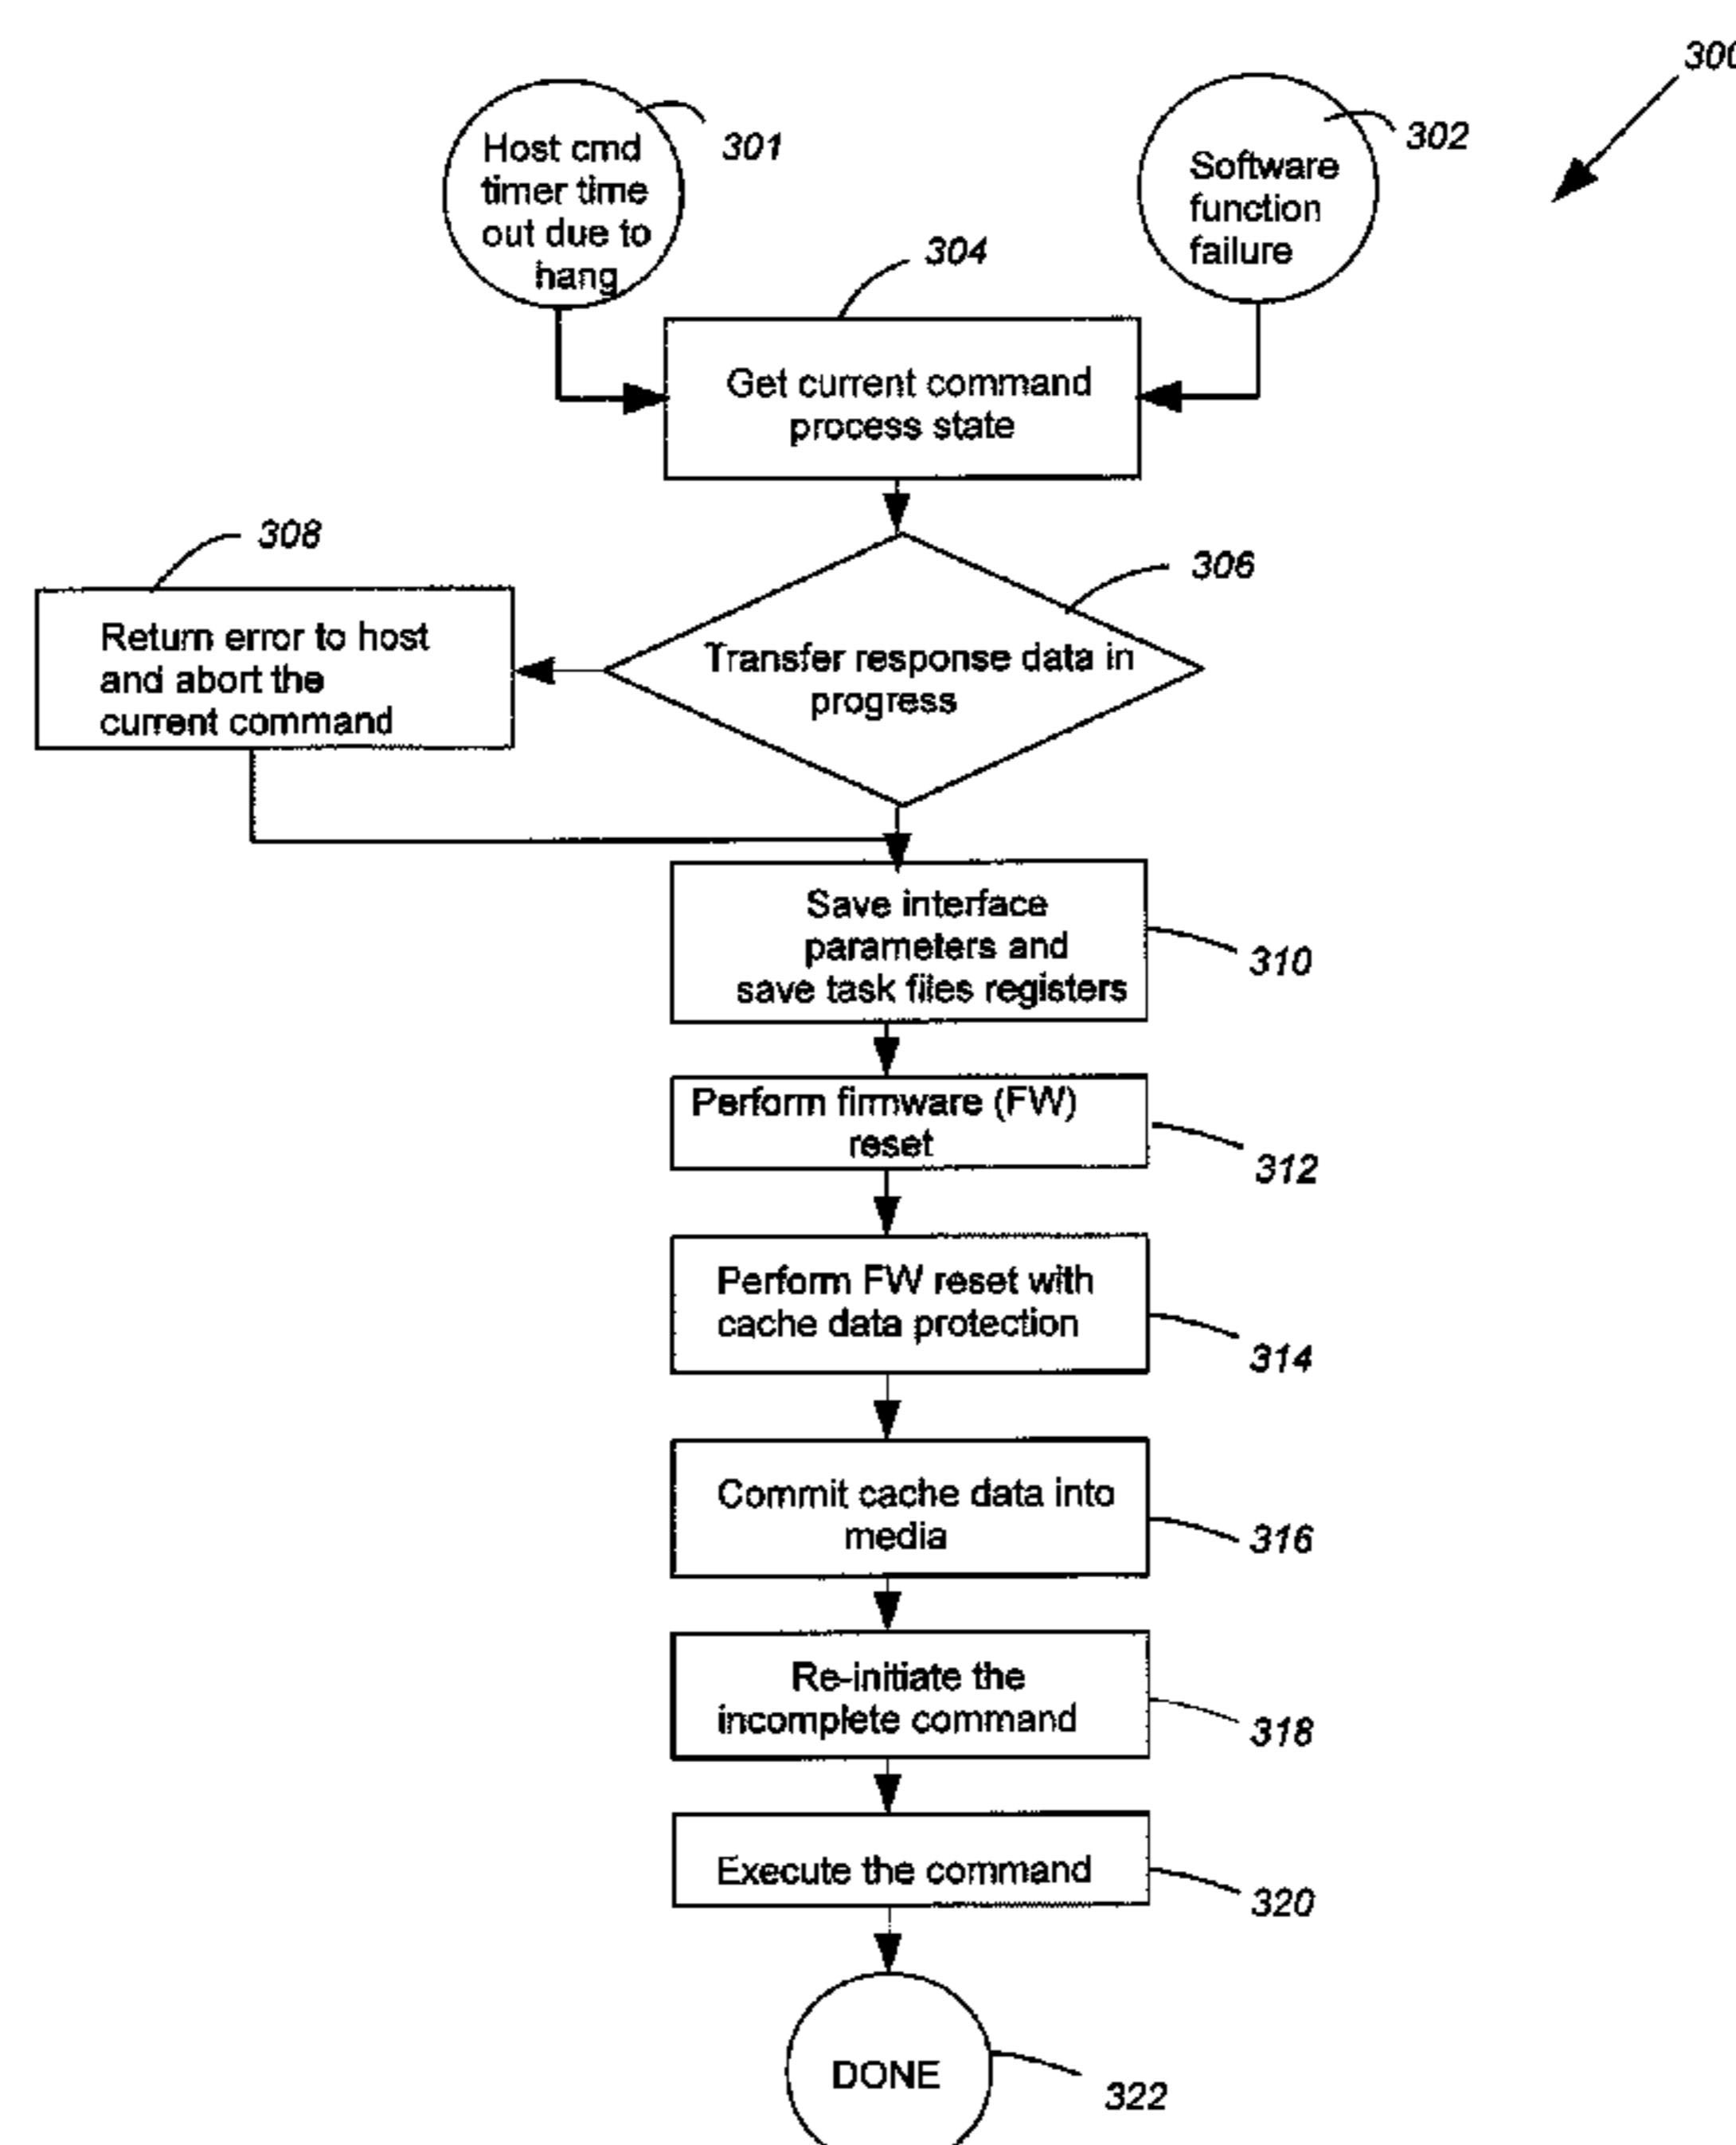 300
301
Host cmd
timer time
out due to
hang
302
Software
function
failure
304
Get current command
process state
308
306
Return error to host
and abort the
current command
Transfer response data in
progress
Save interface
parameters and
save task files registers
310
Perform firmware (FW)
reset
312
Perform FW reset with
cache data protection
314
Commit cache data into
media
316
Re-initiate the
incomplete command
318
Execute the command
320
DONE
322